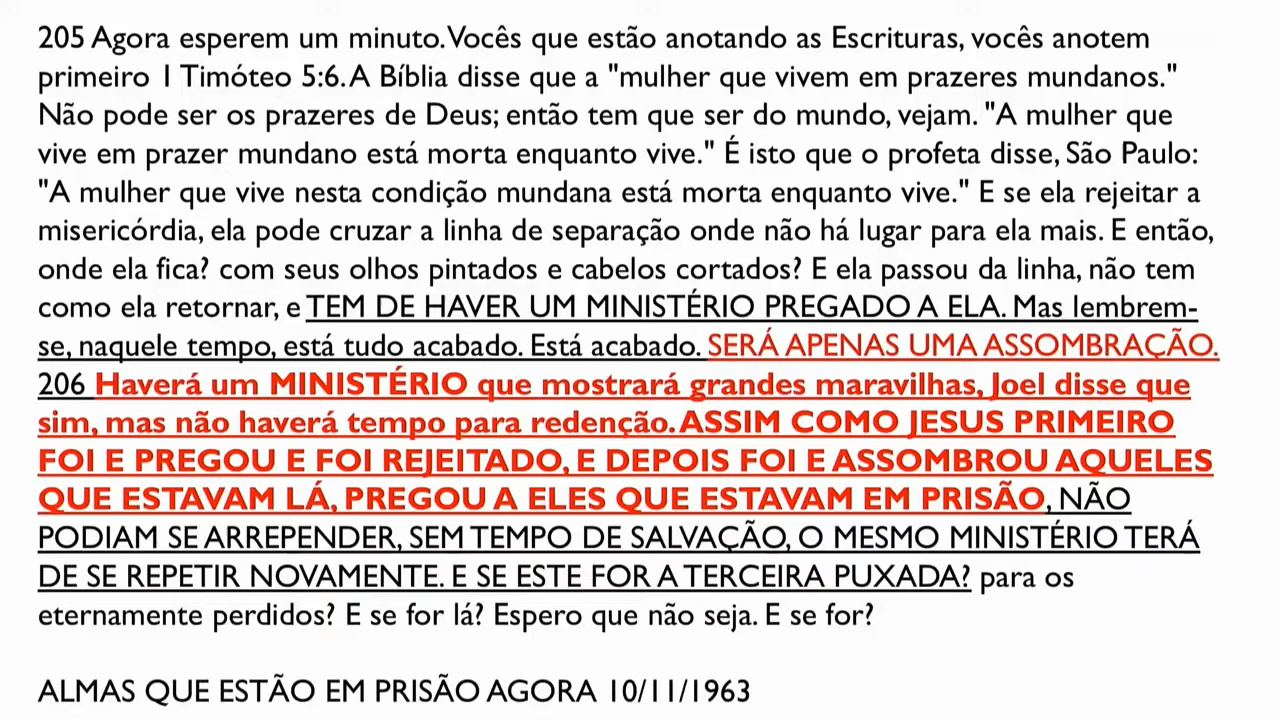 205 Agora esperem um minuto. Vocês que estão anotando as Escrituras, vocês anotem
primeiro I Timóteo 5:6. A Bíblia disse que a "mulher que vivem em prazeres mundanos."
Não pode ser os prazeres de Deus; então tem que ser do mundo, vejam. "A mulher que
vive em prazer mundano está morta enquanto vive." É isto que o profeta disse, São Paulo:
"A mulher que vive nesta condição mundana está morta enquanto vive." E se ela rejeitar a
misericórdia, ela pode cruzar a linha de separação onde não há lugar para ela mais. E então,
onde ela fica? com seus olhos pintados e cabelos cortados? E ela passou da linha, não tem
como ela retornar, e TEM DE HAVER UM MINISTÉRIO PREGADO A ELA. Mas lembrem-
se, naquele tempo, está tudo acabado. Está acabado. SERÁ APENAS UMA ASSOMBRAÇÃO.
206 Haverá um MINISTÉRIO que mostrará grandes maravilhas, Joel disse que
sim, mas não haverá tempo para redenção. ASSIM COMO JESUS PRIMEIRO
FOI E PREGOU E FOI REJEITADO, E DEPOIS FOI E ASSOMBROU AQUELES
QUE ESTAVAM LÁ, PREGOU A ELES QUE ESTAVAM EM PRISÃO, NÃO
PODIAM SE ARREPENDER, SEM TEMPO DE SALVAÇÃO, O MESMO MINISTÉRIO TERÁ
DE SE REPETIR NOVAMENTE. E SE ESTE FOR A TERCEIRA PUXADA? para os
eternamente perdidos? E se for lá? Espero que não seja. E se for?
ALMAS QUE ESTÃO EM PRISÃO AGORA 10/11/1963